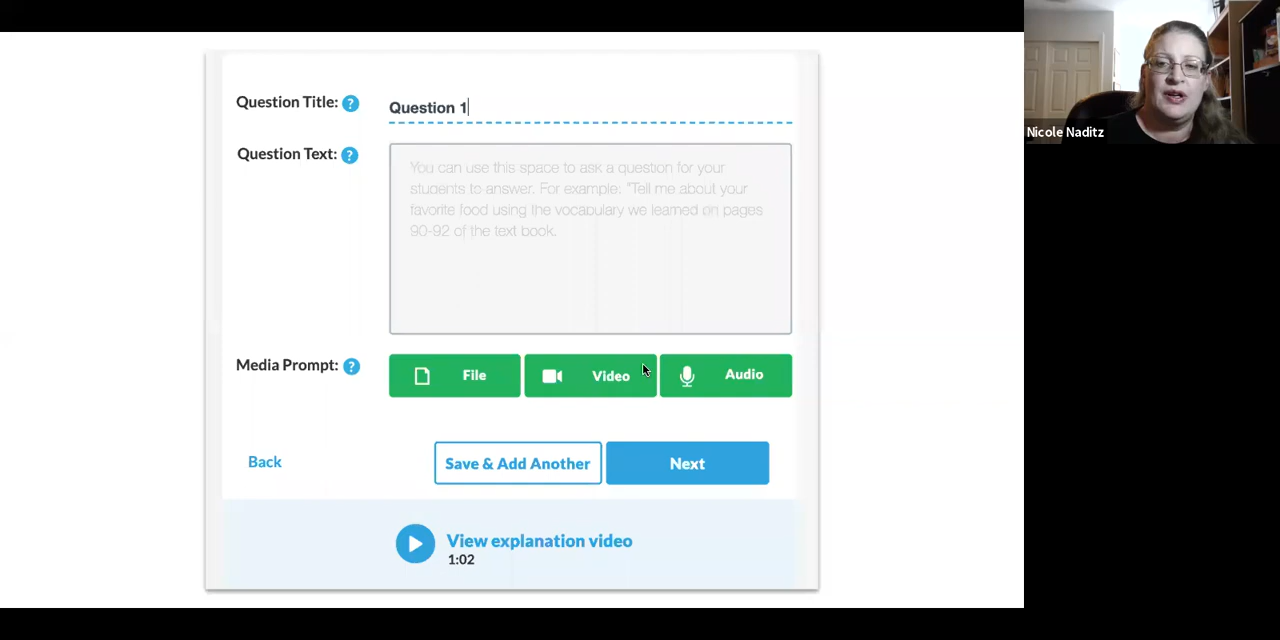 Question Title: ?
Question 1
Question Text: ?
You can use this space to ask a question for your
students to answer. For example: "Tell me about your
favorite food using the vocabulary we learned on pages
90-92 of the text book.
Media Prompt: ?
File
Video
Audio
Back
Save & Add Another
Next
View explanation video
1:02
Nicole Naditz